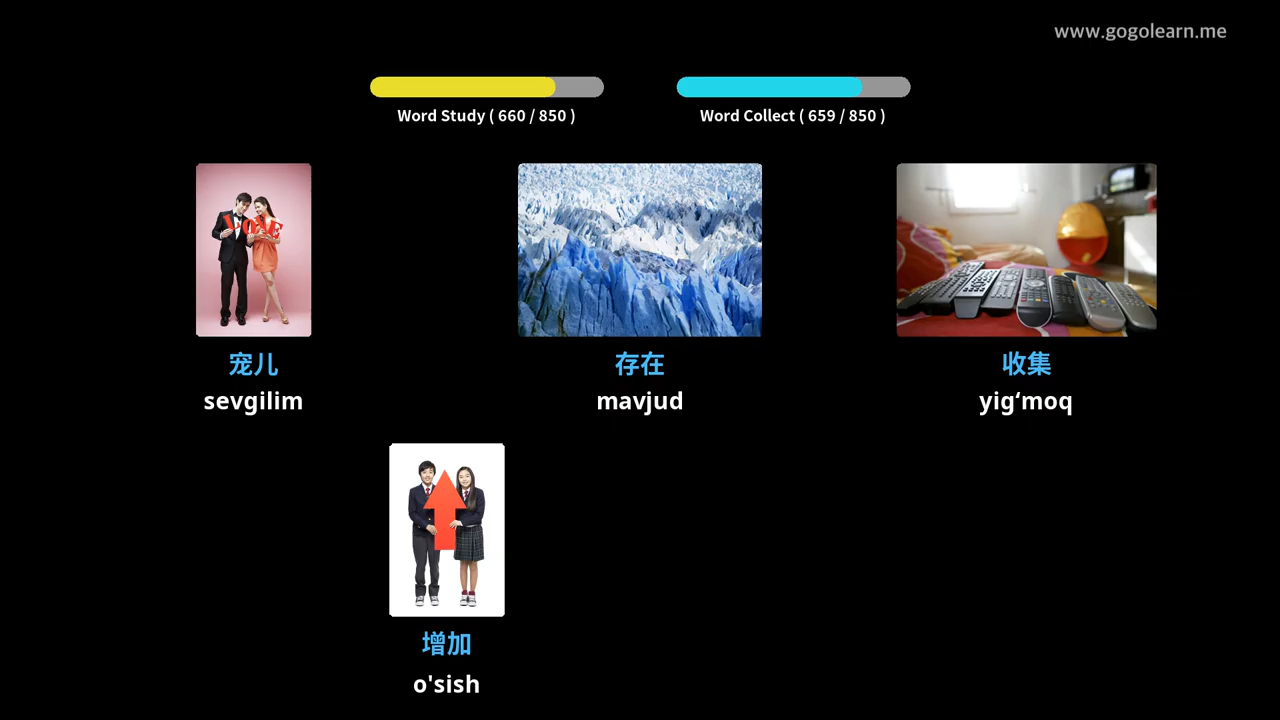 www.gogolearn.me
Word Study ( 660 / 850 )
Word Collect ( 659 / 850 )
LOVE
宠儿
sevgilim
存在
mavjud
收集
yig‘moq
增加
o'sish